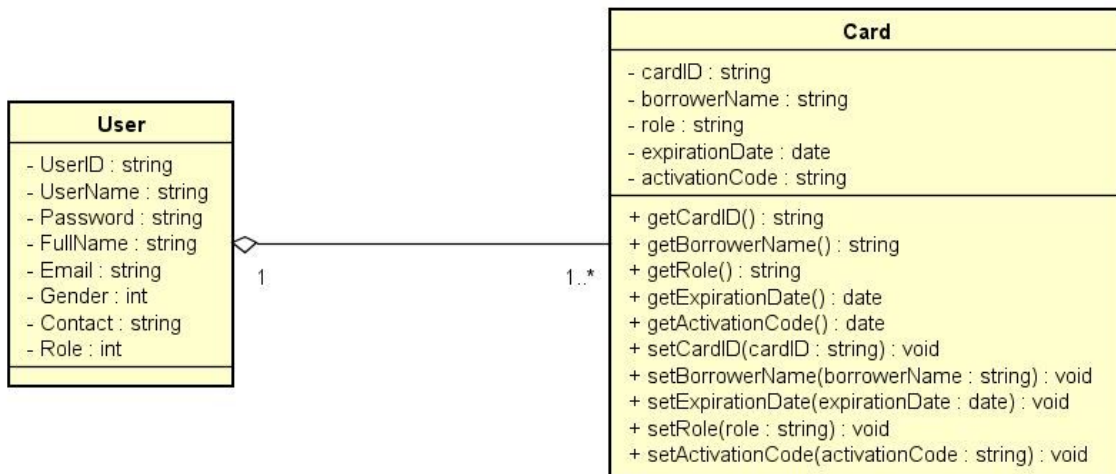 User
- UserID : string
- UserName : string
- Password : string
- FullName : string
- Email : string
- Gender : int
- Contact : string
- Role : int
1
1..*
Card
- cardID : string
- borrowerName : string
- role : string
- expirationDate : date
- activationCode : string
+ getCardID() : string
+ getBorrowerName() : string
+ getRole() : string
+ getExpirationDate() : date
+ getActivationCode() : date
+ setCardID(cardID : string) : void
+ setBorrowerName(borrowerName : string) : void
+ setExpirationDate(expirationDate : date) : void
+ setRole(role : string) : void
+ setActivationCode(activationCode : string) : void